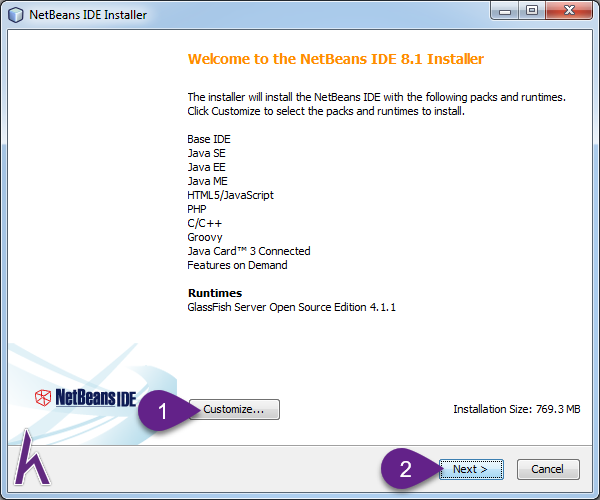 NetBeans IDE Installer
Welcome to the NetBeans IDE 8.1 Installer
The installer will install the NetBeans IDE with the following packs and runtimes.
Click Customize to select the packs and runtimes to install.
Base IDE
Java SE
Java EE
Java ME
HTML5/JavaScript
PHP
C/C++
Groovy
Java Card™ 3 Connected
Features on Demand
Runtimes
GlassFish Server Open Source Edition 4.1.1
NetBeans IDE
1
Customize...
Installation Size: 769.3 MB
2
Next >
Cancel